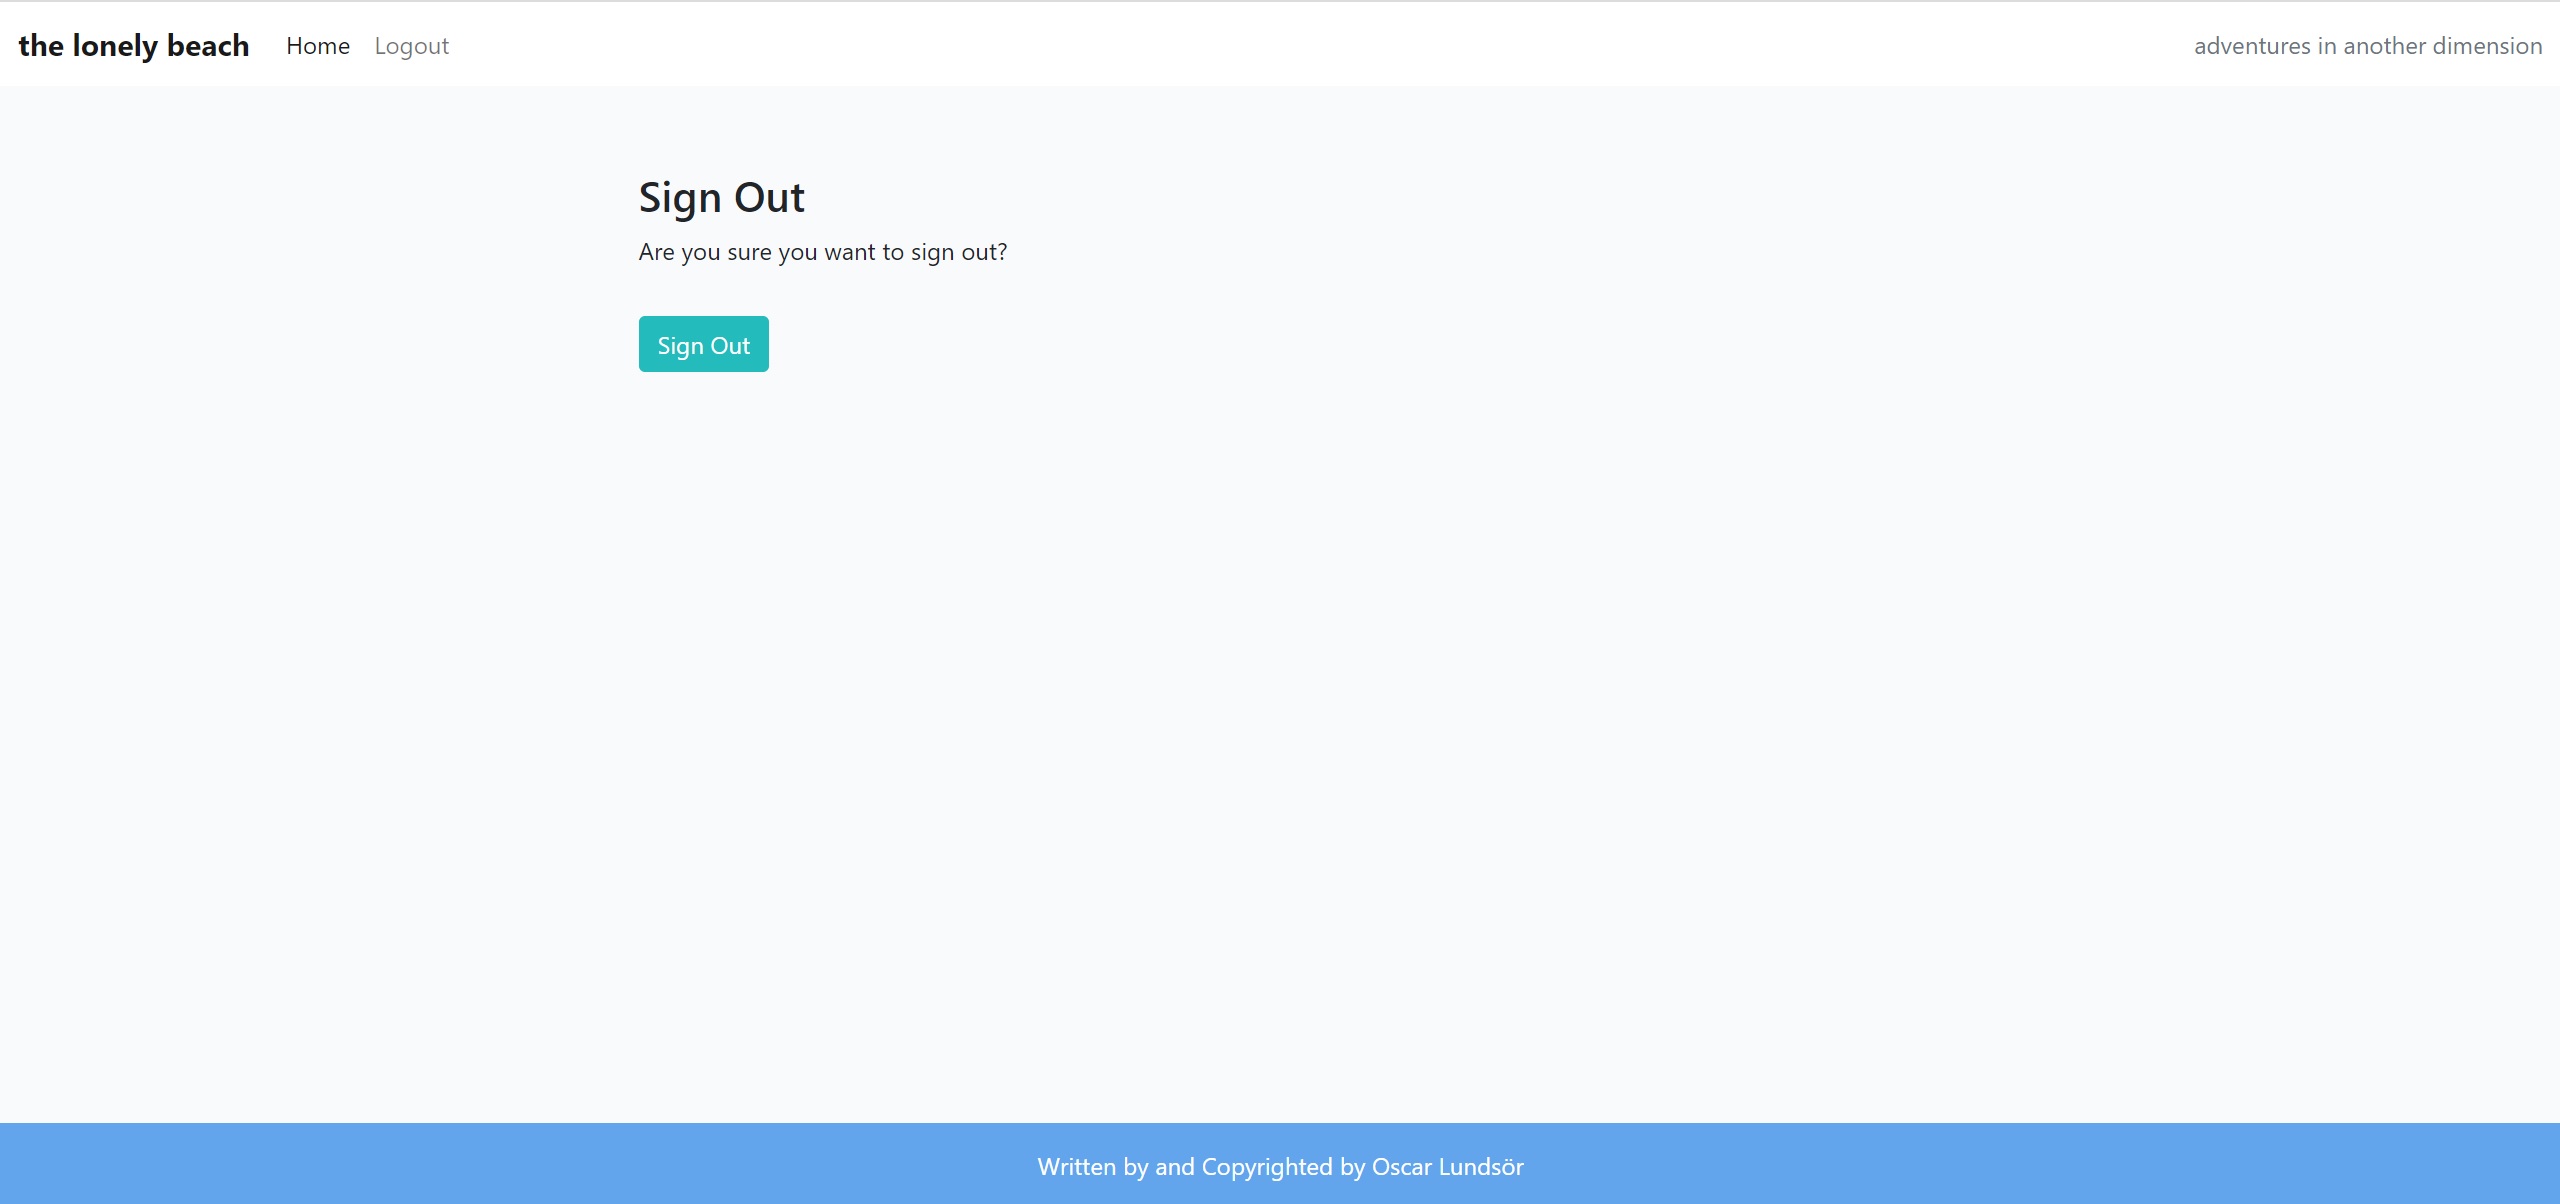 the lonely beach Home Logout adventures in another dimension
Sign Out
Are you sure you want to sign out?
Sign Out
Written by and Copyrighted by Oscar Lundsör